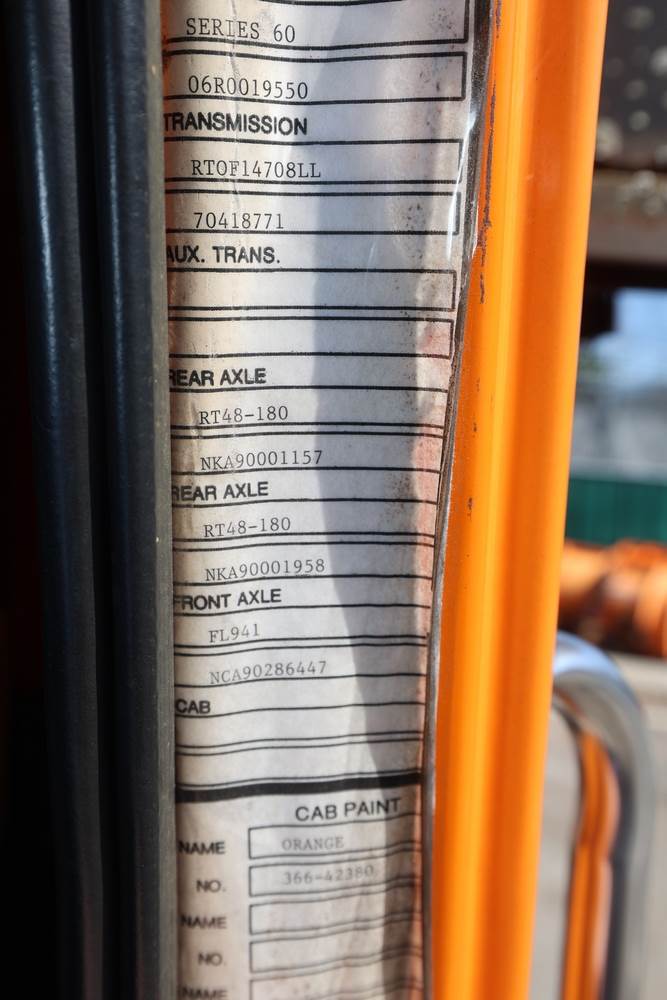 SERIES 60
06R0019550
TRANSMISSION
RTOF14708LL
70418771
AUX. TRANS.
REAR AXLE
RT48-180
NKA90001157
REAR AXLE
RT48-180
NKA90001958
FRONT AXLE
FL941
NCA90286447
CAB
CAB PAINT
NAME ORANGE
NO. 366-42380
NAME
NO.
NAME